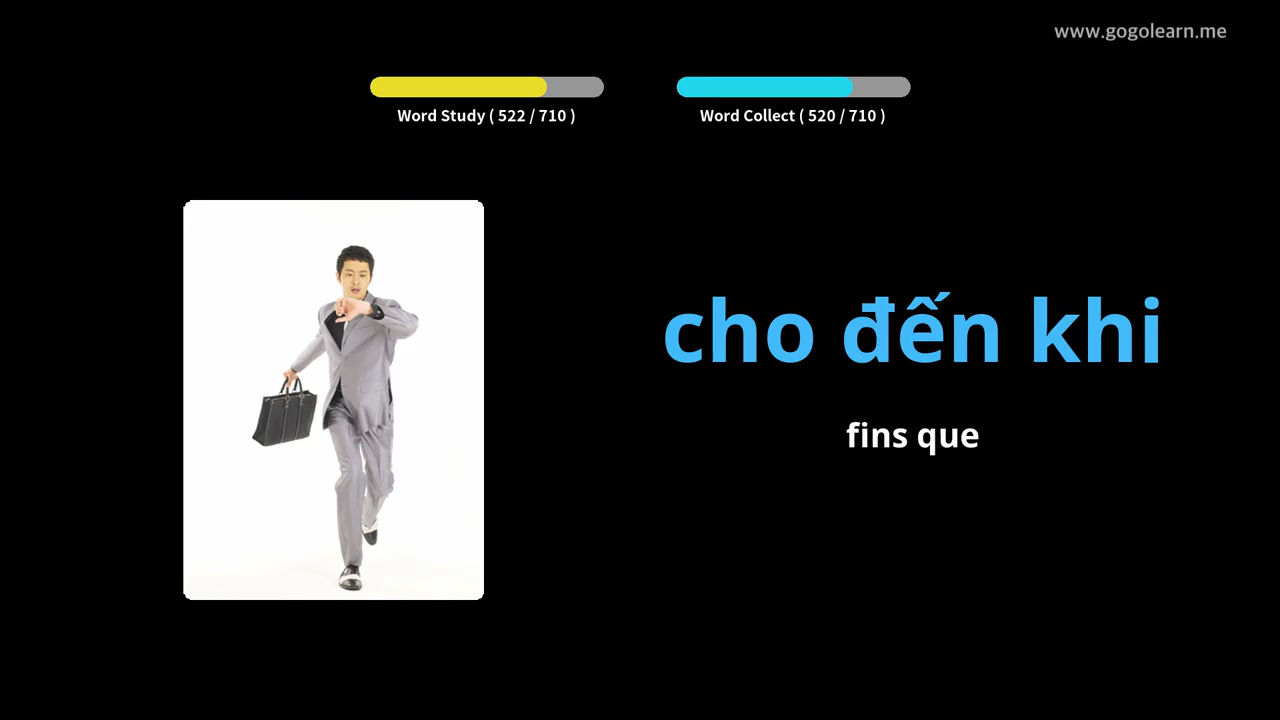 www.gogolearn.me
Word Study ( 522 / 710 )
Word Collect ( 520 / 710 )
cho đến khi
fins que